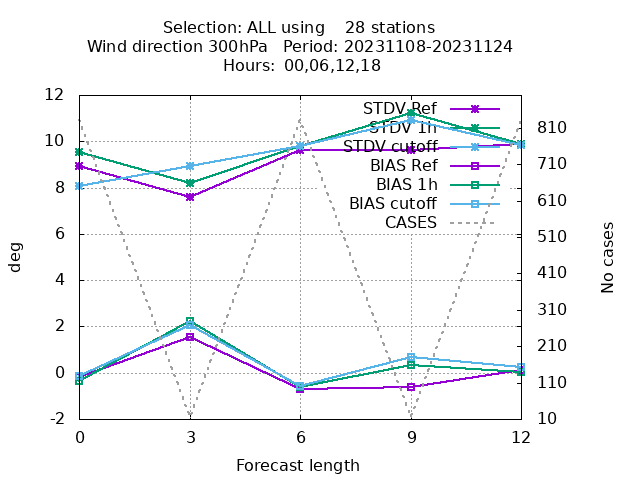 Selection: ALL using    28 stations
Wind direction 300hPa   Period: 20231108-20231124
Hours:  00,06,12,18
12
10
8
6
4
2
0
-2
deg
STDV Ref
STDV 1h
STDV cutoff
BIAS Ref
BIAS 1h
BIAS cutoff
CASES
810
710
610
510
410
310
210
110
10
No cases
0
3
6
9
12
Forecast length